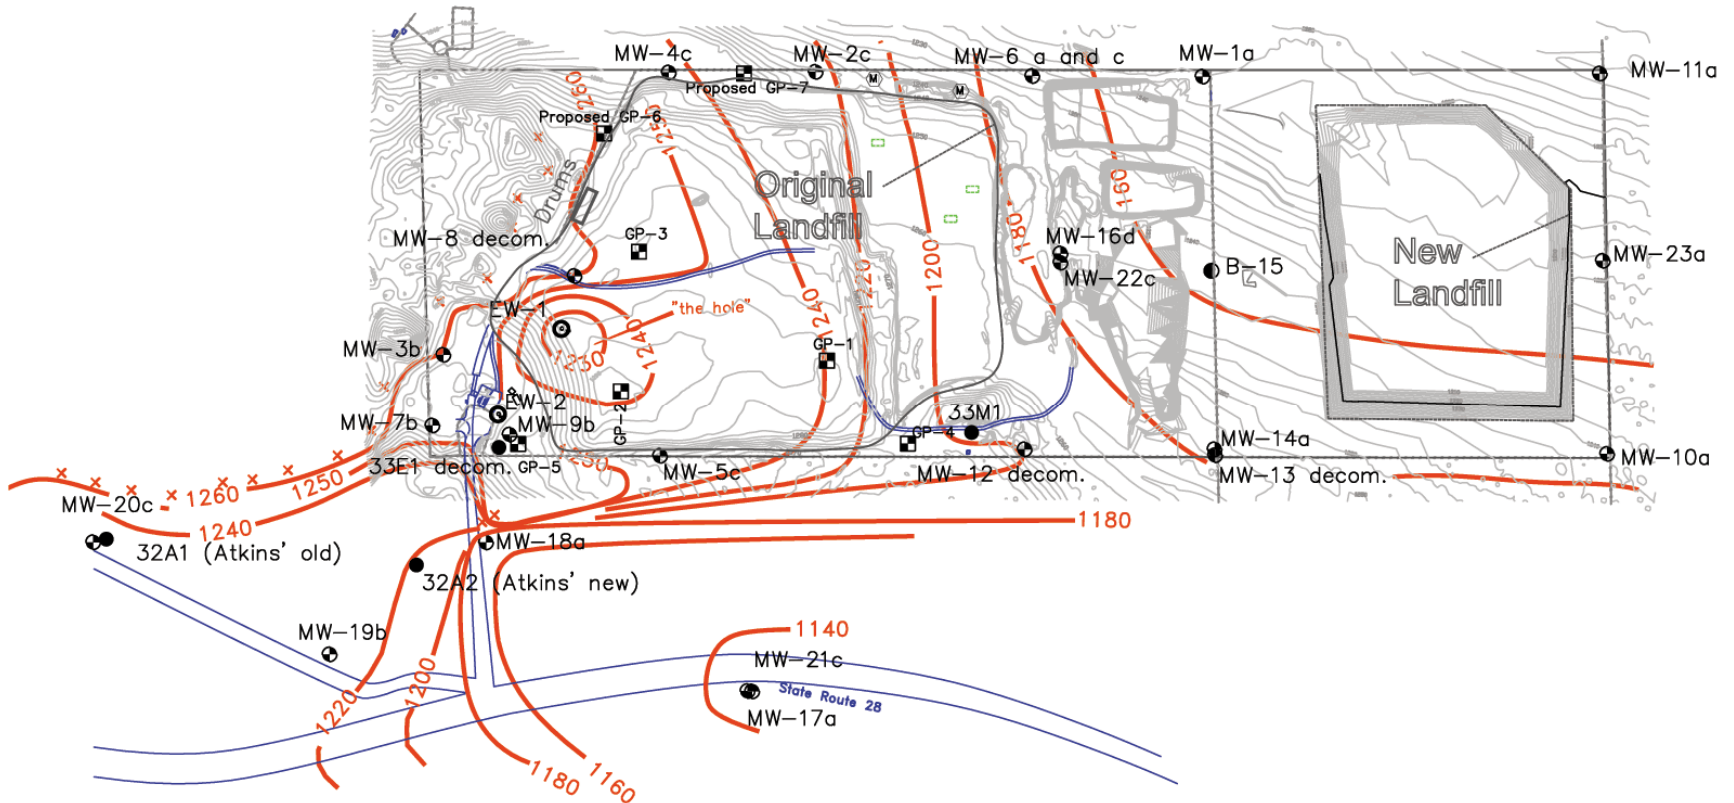 MW-4c
MW-2c
MW-6 a and c
MW-1a
MW-11a
Proposed GP-7
1260
Proposed GP-6
1250
Drums
Original
Landfill
160
MW-8 decom.
GP-3
1180
MW-16d
MW-22c
B-15
New
Landfill
MW-23a
1220
1200
1240
EW-1
"the hole"
1240
1230
MW-3b
GP-1
EW-2
GP-2
MW-7b
MW-9b
33M1
GP-4
MW-14a
33E1 decom.
GP-5
1250
MW-5c
MW-12 decom.
MW-13 decom.
MW-10a
1260
1250
MW-20c
1240
1180
32A1 (Atkins' old)
MW-18a
32A2 (Atkins' new)
MW-19b
1140
MW-21c
State Route 28
MW-17a
1220
1200
1180
1160